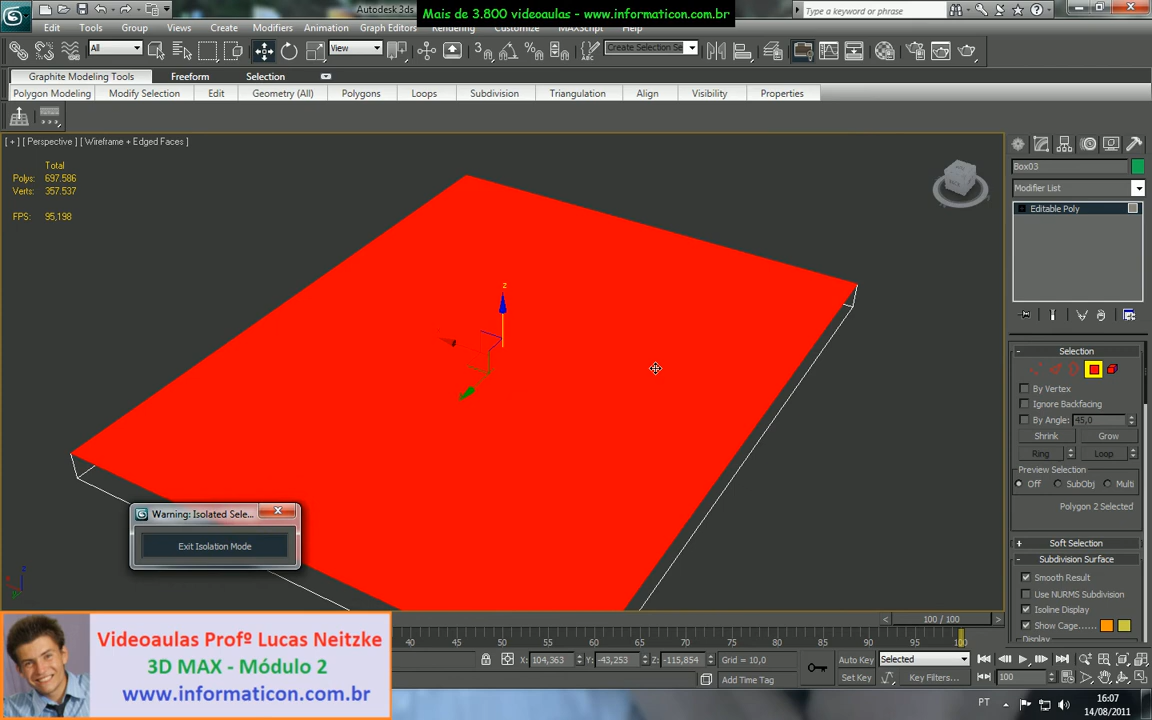 Autodesk 3ds
Mais de 3.800 videoaulas - www.informaticon.com.br
Type a keyword or phrase
Edit Tools Group Views Create Modifiers Animation Graph Editors Rendering Customize MAXScript Help
All View Create Selection Se
Graphite Modeling Tools Freeform Selection
Polygon Modeling Modify Selection Edit Geometry (All) Polygons Loops Subdivision Triangulation Align Visibility Properties
[ + ] [ Perspective ] [ Wireframe + Edged Faces ]
Total
Polys: 697.586
Verts: 357.537
FPS: 95,198
z
Box03
Modifier List
Editable Poly
Selection
By Vertex
Ignore Backfacing
By Angle: 45,0
Shrink Grow
Ring Loop
Preview Selection
Off SubObj Multi
Polygon 2 Selected
Soft Selection
Subdivision Surface
Smooth Result
Use NURMS Subdivision
Isoline Display
Show Cage......
Display
Warning: Isolated Sele...
Exit Isolation Mode
100 / 100
40 45 50 55 60 65 70 75 80 85 90 95 100
X: 104,363 Y: -43,253 Z: -115,854 Grid = 10,0
Add Time Tag
Auto Key Selected
Set Key Key Filters... 100
Videoaulas Profº Lucas Neitzke
3D MAX - Módulo 2
www.informaticon.com.br
PT
16:07
14/08/2011